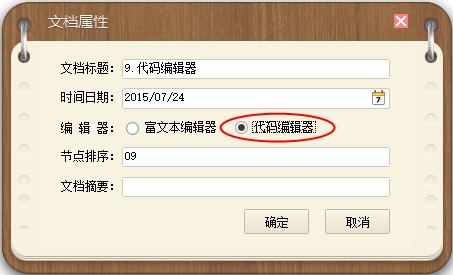 文档属性
文档标题：9.代码编辑器
时间日期：2015/07/24
7
编 辑 器： 富文本编辑器 代码编辑器
节点排序：09
文档摘要：
确定 取消